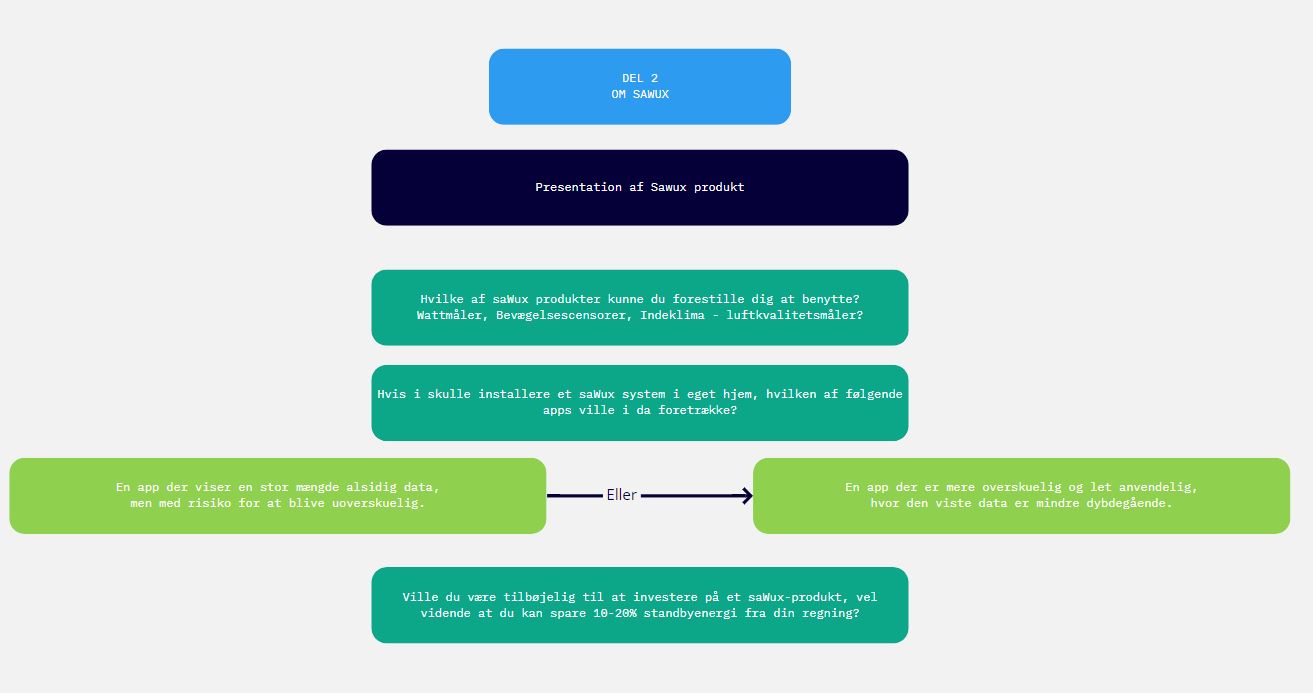 DEL 2
OM SAWUX
Presentation af Sawux produkt
Hvilke af saWux produkter kunne du forestille dig at benytte?
Wattmåler, Bevægelsescensorer, Indeklima - luftkvalitetsmåler?
Hvis i skulle installere et saWux system i eget hjem, hvilken af følgende
apps ville i da foretrække?
En app der viser en stor mængde alsidig data,
men med risiko for at blive uoverskuelig.
Eller
En app der er mere overskuelig og let anvendelig,
hvor den viste data er mindre dybdegående.
Ville du være tilbøjelig til at investere på et saWux-produkt, vel
vidende at du kan spare 10-20% standbyenergi fra din regning?